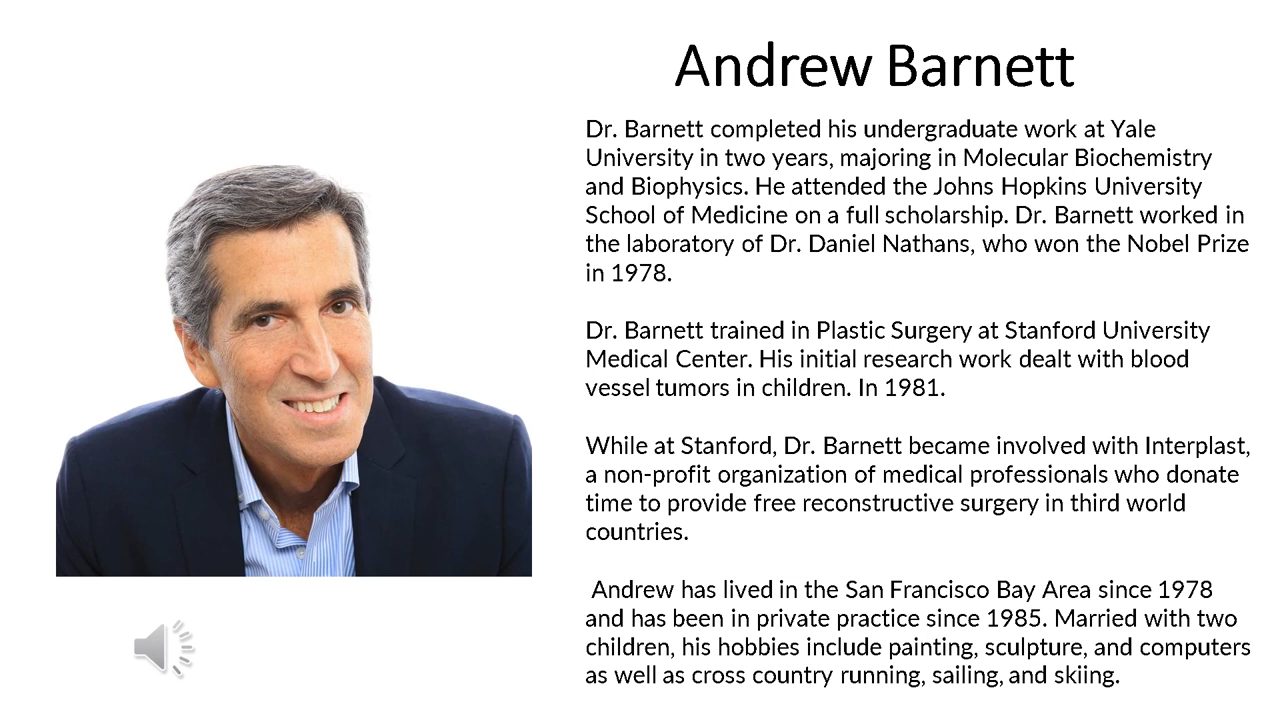 Andrew Barnett
Dr. Barnett completed his undergraduate work at Yale
University in two years, majoring in Molecular Biochemistry
and Biophysics. He attended the Johns Hopkins University
School of Medicine on a full scholarship. Dr. Barnett worked in
the laboratory of Dr. Daniel Nathans, who won the Nobel Prize
in 1978.
Dr. Barnett trained in Plastic Surgery at Stanford University
Medical Center. His initial research work dealt with blood
vessel tumors in children. In 1981.
While at Stanford, Dr. Barnett became involved with Interplast,
a non-profit organization of medical professionals who donate
time to provide free reconstructive surgery in third world
countries.
Andrew has lived in the San Francisco Bay Area since 1978
and has been in private practice since 1985. Married with two
children, his hobbies include painting, sculpture, and computers
as well as cross country running, sailing, and skiing.